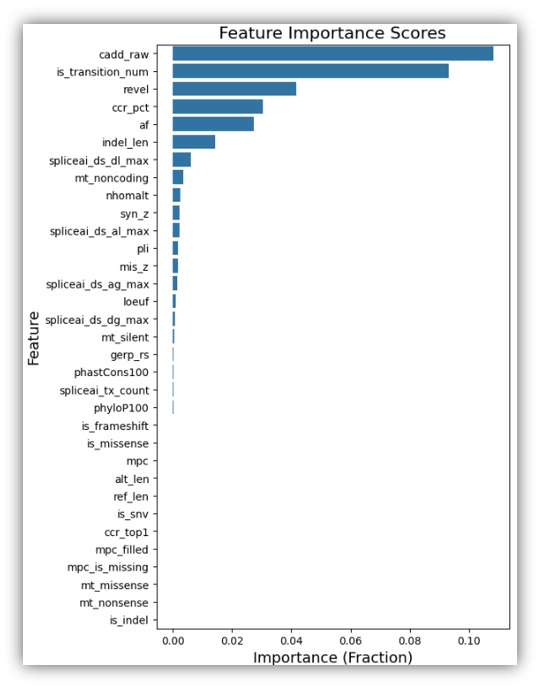 Feature Importance Scores
cadd_raw
is_transition_num
revel
ccr_pct
af
indel_len
spliceai_ds_dl_max
mt_noncoding
nhomalt
syn_z
spliceai_ds_al_max
pli
mis_z
spliceai_ds_ag_max
loeuf
spliceai_ds_dg_max
mt_silent
gerp_rs
phastCons100
spliceai_tx_count
phyloP100
is_frameshift
is_missense
mpc
alt_len
ref_len
is_snv
ccr_top1
mpc_filled
mpc_is_missing
mt_missense
mt_nonsense
is_indel
Feature
0.00 0.02 0.04 0.06 0.08 0.10
Importance (Fraction)